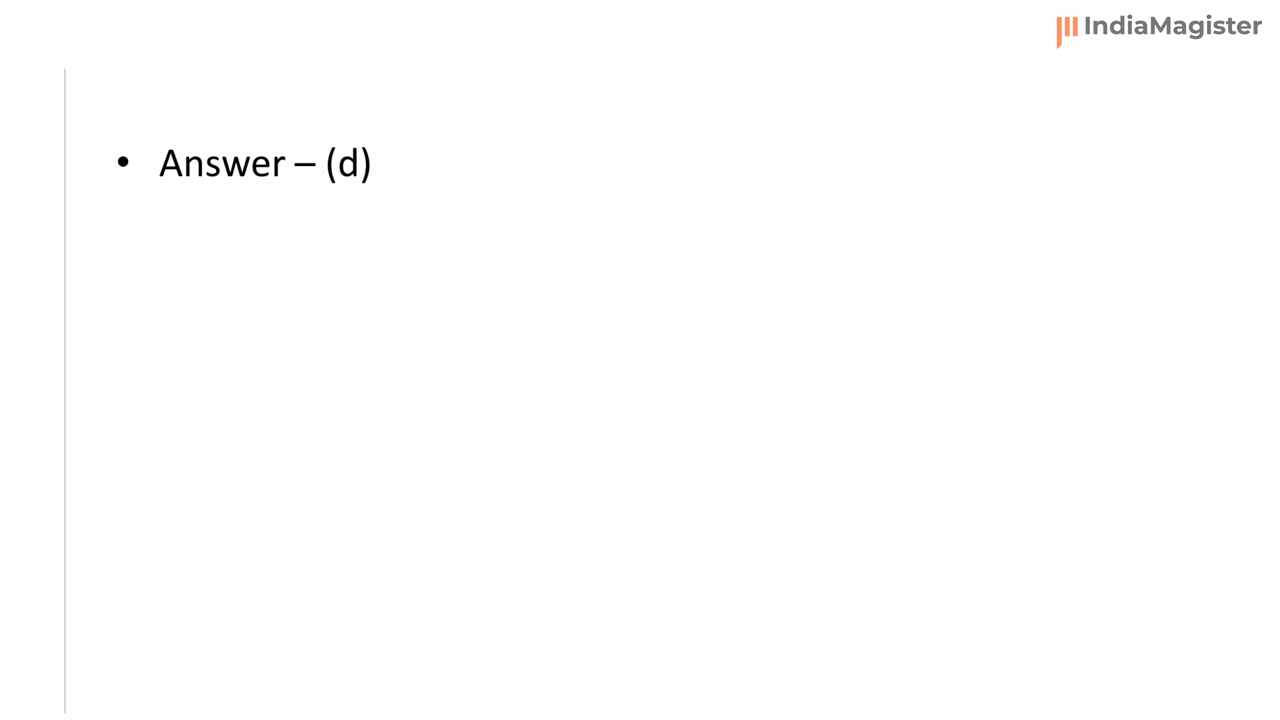 IndiaMagister
• Answer – (d)